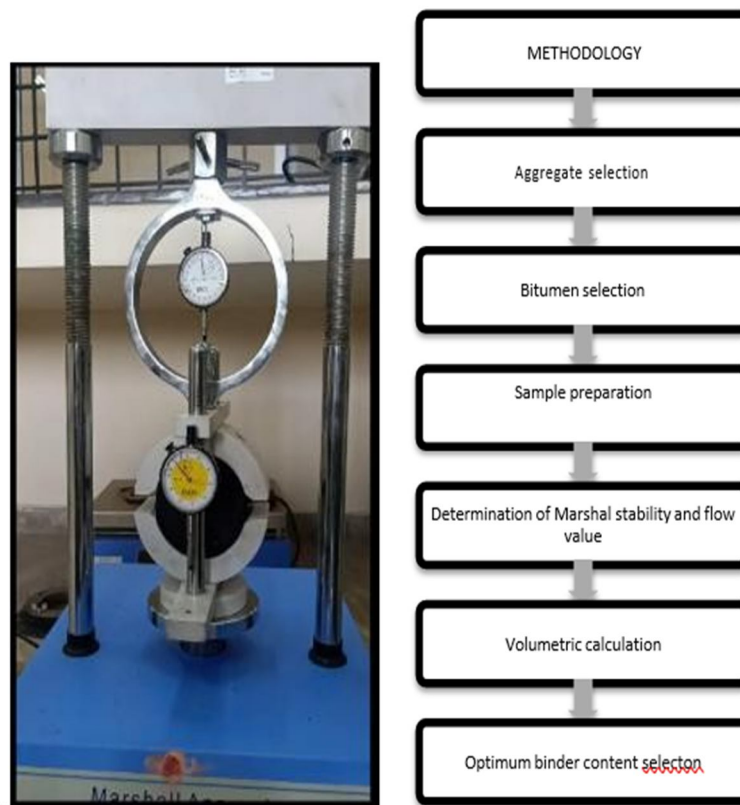 METHODOLOGY
Aggregate selection
Bitumen selection
Sample preparation
Determination of Marshal stability and flow
value
Volumetric calculation
Optimum binder content selecton
Marshall